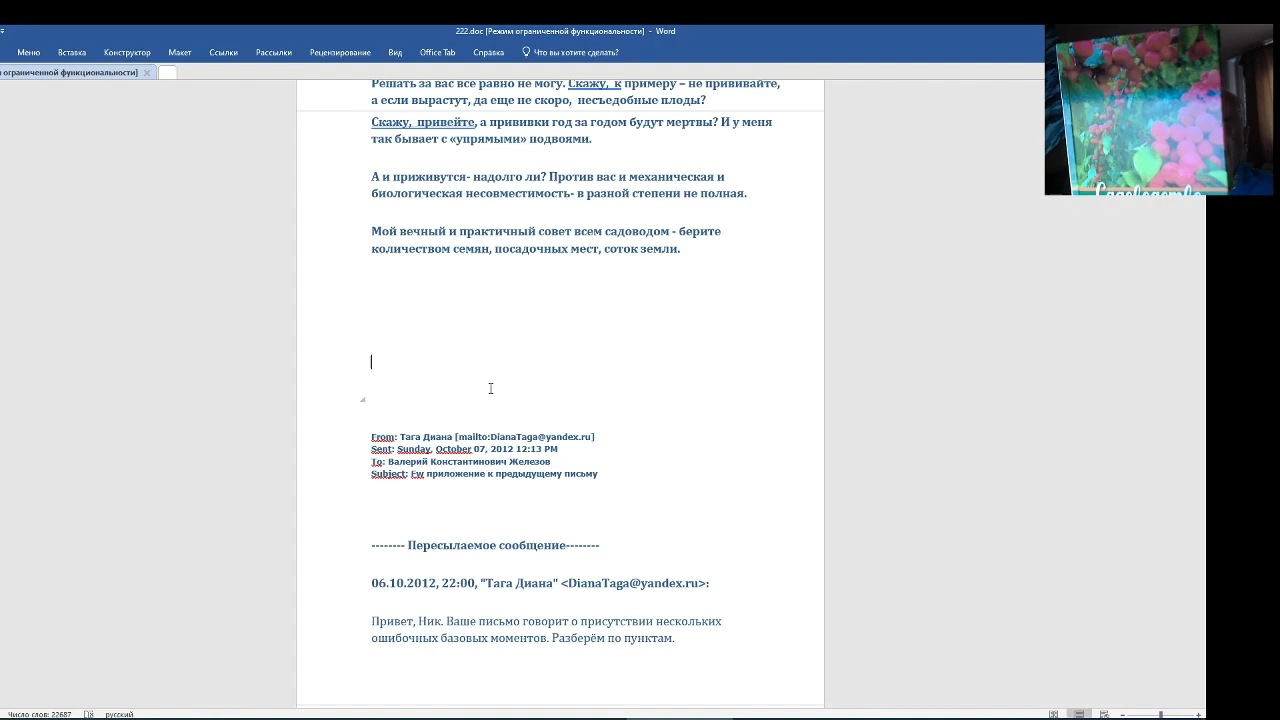 222.doc [Режим ограниченной функциональности] - Word
Меню Вставка Конструктор Макет Ссылки Рассылки Рецензирование Вид Office Tab Справка Что вы хотите сделать?
ограниченной функциональности]
Решать за вас все равно не могу. Скажу, к примеру – не прививайте,
а если вырастут, да еще не скоро, несъедобные плоды?
Скажу, привейте, а прививки год за годом будут мертвы? И у меня
так бывает с «упрямыми» подвоями.
А и приживутся- надолго ли? Против вас и механическая и
биологическая несовместимость- в разной степени не полная.
Мой вечный и практичный совет всем садоводом - берите
количеством семян, посадочных мест, соток земли.
From: Тага Диана [mailto:DianaTaga@yandex.ru]
Sent: Sunday, October 07, 2012 12:13 PM
To: Валерий Константинович Железов
Subject: Fw приложение к предыдущему письму
-------- Пересылаемое сообщение--------
06.10.2012, 22:00, "Тага Диана" <DianaTaga@yandex.ru>:
Привет, Ник. Ваше письмо говорит о присутствии нескольких
ошибочных базовых моментов. Разберём по пунктам.
Число слов: 22687 русский